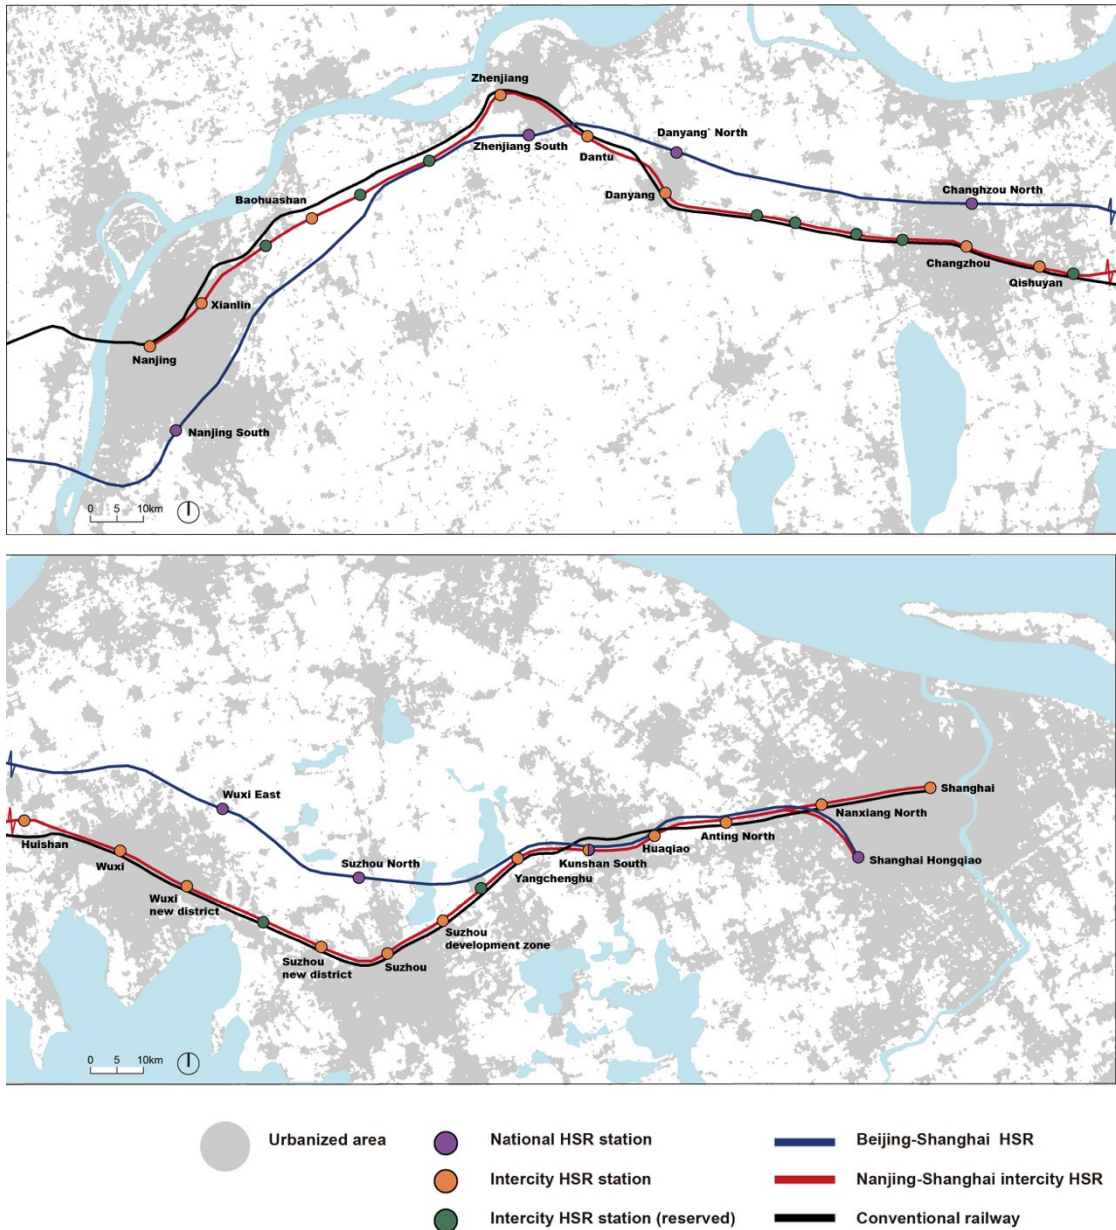 Zhenjiang
Zhenjiang South
Dantu
Danyang` North
Danyang
Changhzou North
Baohuashan
Xianlin
Changzhou
Qishuyan
Nanjing
Nanjing South
0 5 10km
Wuxi East
Shanghai
Nanxiang North
Huishan
Wuxi
Anting North
Huaqiao
Kunshan South
Shanghai Hongqiao
Suzhou North
Yangchenghu
Wuxi
new district
Suzhou
development zone
Suzhou
new district
Suzhou
0 5 10km
Urbanized area
National HSR station
Beijing-Shanghai HSR
Intercity HSR station
Nanjing-Shanghai intercity HSR
Intercity HSR station (reserved)
Conventional railway